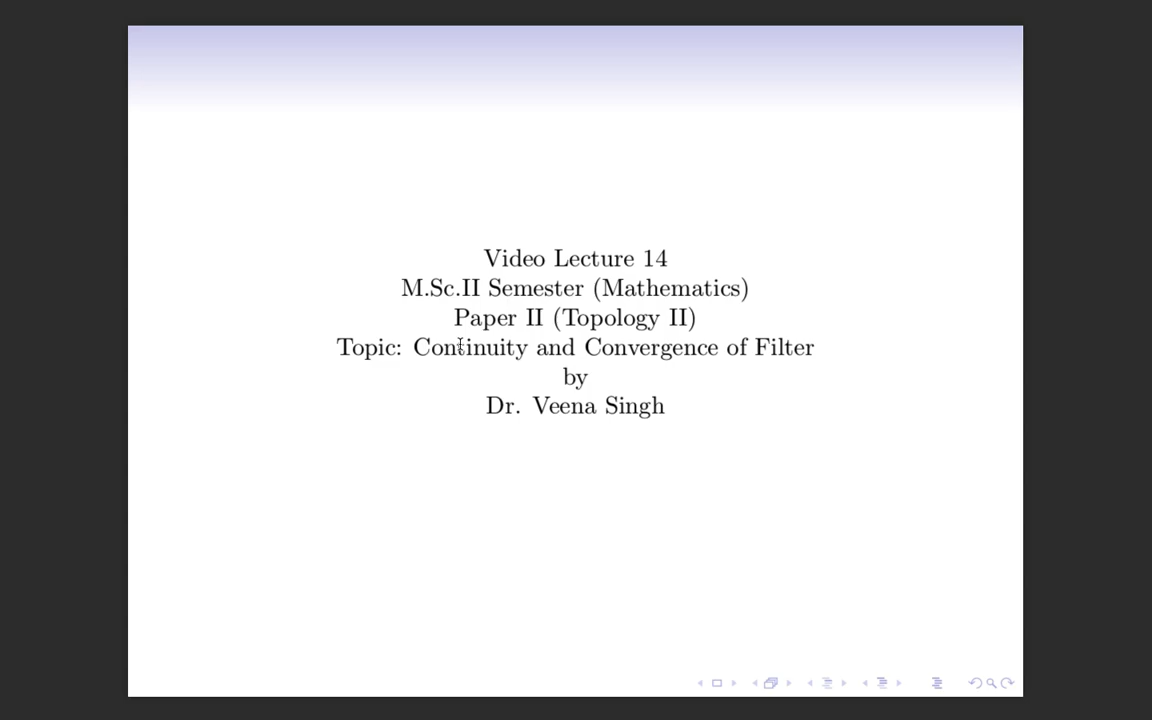 Video Lecture 14
M.Sc.II Semester (Mathematics)
Paper II (Topology II)
Topic: Continuity and Convergence of Filter
by
Dr. Veena Singh